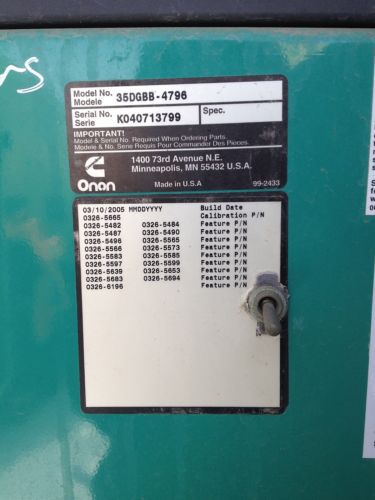 Model No. 35DGBB-4796
Modele
Serial No. K040713799 Spec.
Serie
IMPORTANT!
Model & Serial No. Required When Ordering Parts.
Modele & No. Serie Requis Pour Commander Des Pieces.
1400 73rd Avenue N.E.
Minneapolis, MN 55432 U.S.A.
Onan Made in U.S.A 99-2433
03/10/2005 MMDDYYYY Build Date
0326-5665 Calibration P/N
0326-5482 0326-5484 Feature P/N
0326-5487 0326-5490 Feature P/N
0326-5496 0326-5565 Feature P/N
0326-5566 0326-5573 Feature P/N
0326-5583 0326-5585 Feature P/N
0326-5597 0326-5599 Feature P/N
0326-5639 0326-5653 Feature P/N
0326-5683 0326-5694 Feature P/N
0326-6196 Feature P/N